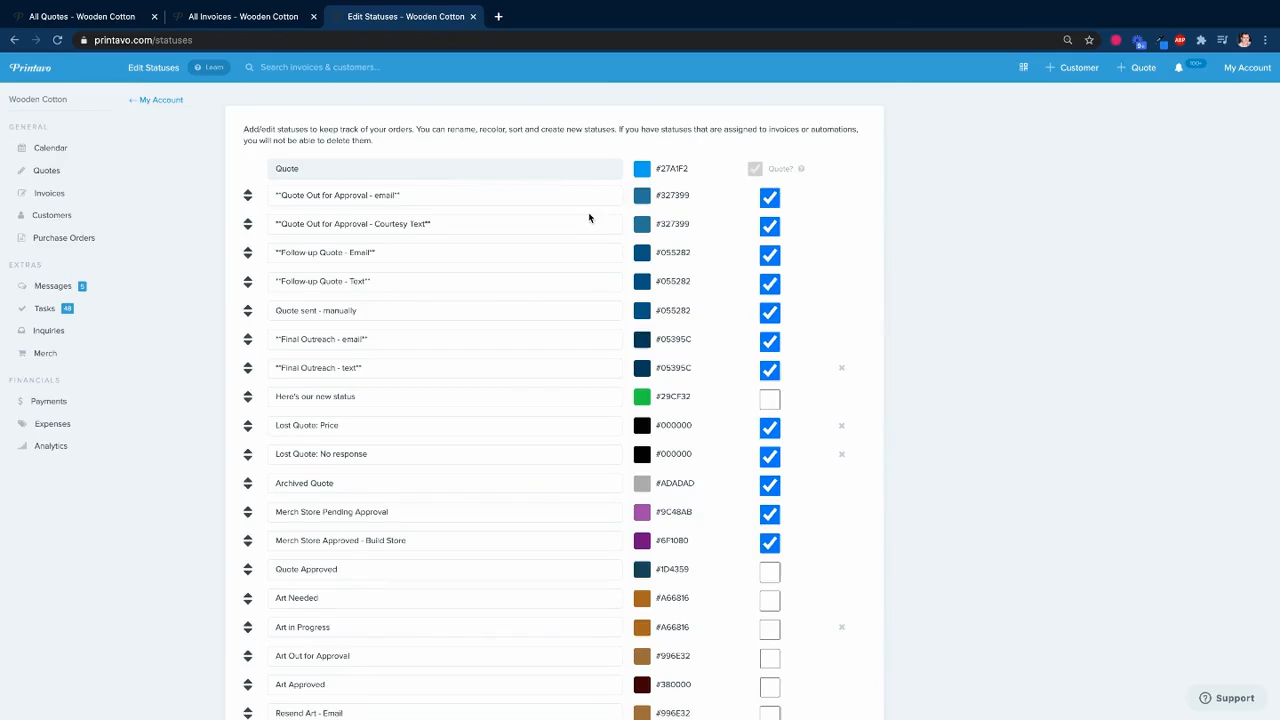 All Quotes - Wooden Cotton
All Invoices - Wooden Cotton
Edit Statuses - Wooden Cotton
printavo.com/statuses
ABP
Printavo
Edit Statuses
Learn
Search invoices & customers...
Customer
Quote
100+
My Account
Wooden Cotton
← My Account
GENERAL
Calendar
Quotes
Invoices
Customers
Purchase Orders
EXTRAS
Messages 5
Tasks 48
Inquiries
Merch
FINANCIALS
Payments
Expenses
Analytics
Add/edit statuses to keep track of your orders. You can rename, recolor, sort and create new statuses. If you have statuses that are assigned to invoices or automations,
you will not be able to delete them.
Quote #27A1F2 Quote?
**Quote Out for Approval - email** #327399
**Quote Out for Approval - Courtesy Text** #327399
**Follow-up Quote - Email** #055282
**Follow-up Quote - Text** #055282
Quote sent - manually #055282
**Final Outreach - email** #05395C
**Final Outreach - text** #05395C
Here's our new status #29CF32
Lost Quote: Price #000000
Lost Quote: No response #000000
Archived Quote #ADADAD
Merch Store Pending Approval #9C48AB
Merch Store Approved - Build Store #6F1080
Quote Approved #1D4359
Art Needed #A66816
Art in Progress #A66816
Art Out for Approval #996E32
Art Approved #380000
Resend Art - Email #996E32
Support